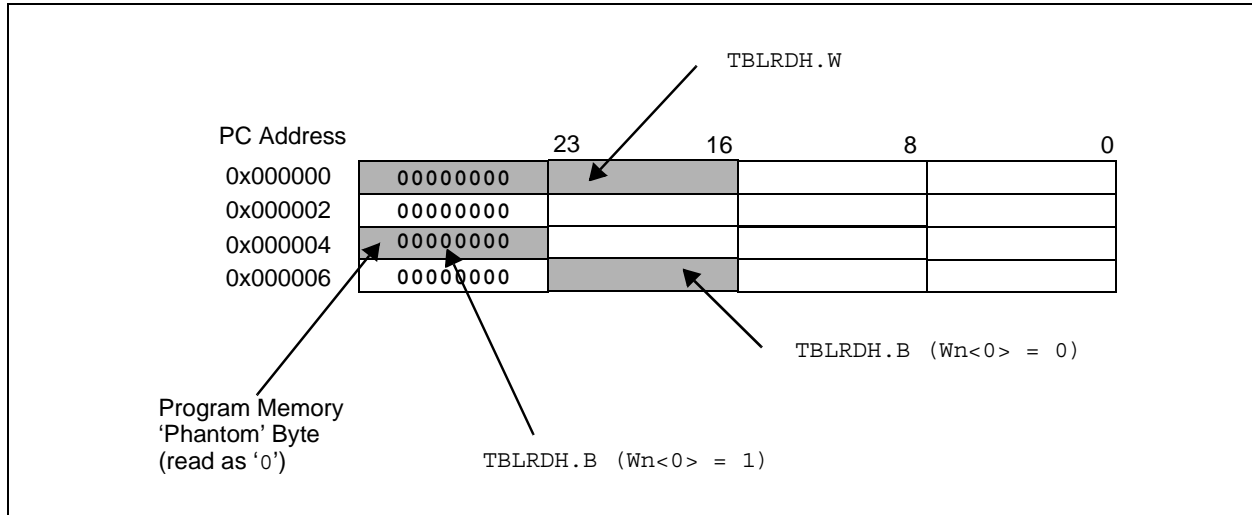 TBLRDH.W
PC Address
23 16 8 0
0x000000 00000000
0x000002 00000000
0x000004 00000000
0x000006 00000000
TBLRDH.B (Wn<0> = 0)
Program Memory
‘Phantom’ Byte
(read as ‘0’)
TBLRDH.B (Wn<0> = 1)